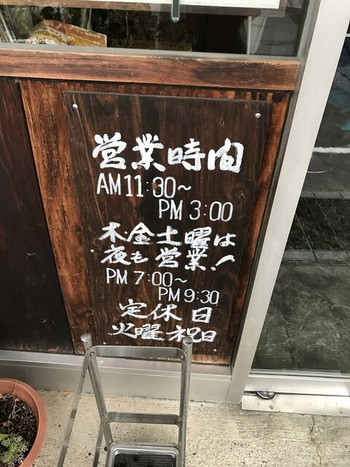 営業時間
AM11:30〜
PM3:00
木金土曜は
夜も営業!
PM7:00〜
PM9:30
定休日
火曜祝日